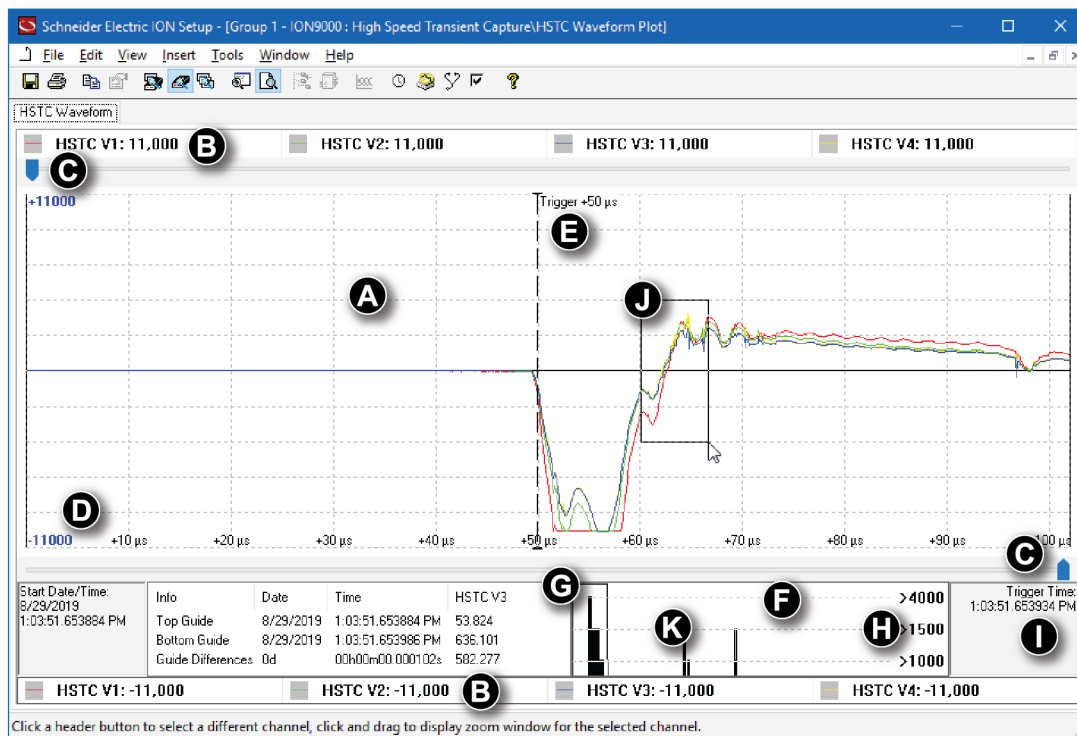 Schneider Electric ION Setup - [Group 1 - ION9000 : High Speed Transient Capture\HSTC Waveform Plot]
File Edit View Insert Tools Window Help
HSTC Waveform
HSTC V1: 11,000 B HSTC V2: 11,000 HSTC V3: 11,000 HSTC V4: 11,000
C
+11000 Trigger +50 µs
E
A J
D
-11000 +10 µs +20 µs +30 µs +40 µs +50 µs +60 µs +70 µs +80 µs +90 µs +100 µs
C
Start Date/Time:
8/29/2019
1:03:51.653884 PM
Info Date Time HSTC V3
Top Guide 8/29/2019 1:03:51.653884 PM 53.824
Bottom Guide 8/29/2019 1:03:51.653986 PM 636.101
Guide Differences 0d 00h00m00.000102s 582.277
G F
>4000
K H >1500
>1000
Trigger Time:
1:03:51.653934 PM
I
HSTC V1: -11,000 HSTC V2: -11,000 B HSTC V3: -11,000 HSTC V4: -11,000
Click a header button to select a different channel, click and drag to display zoom window for the selected channel.